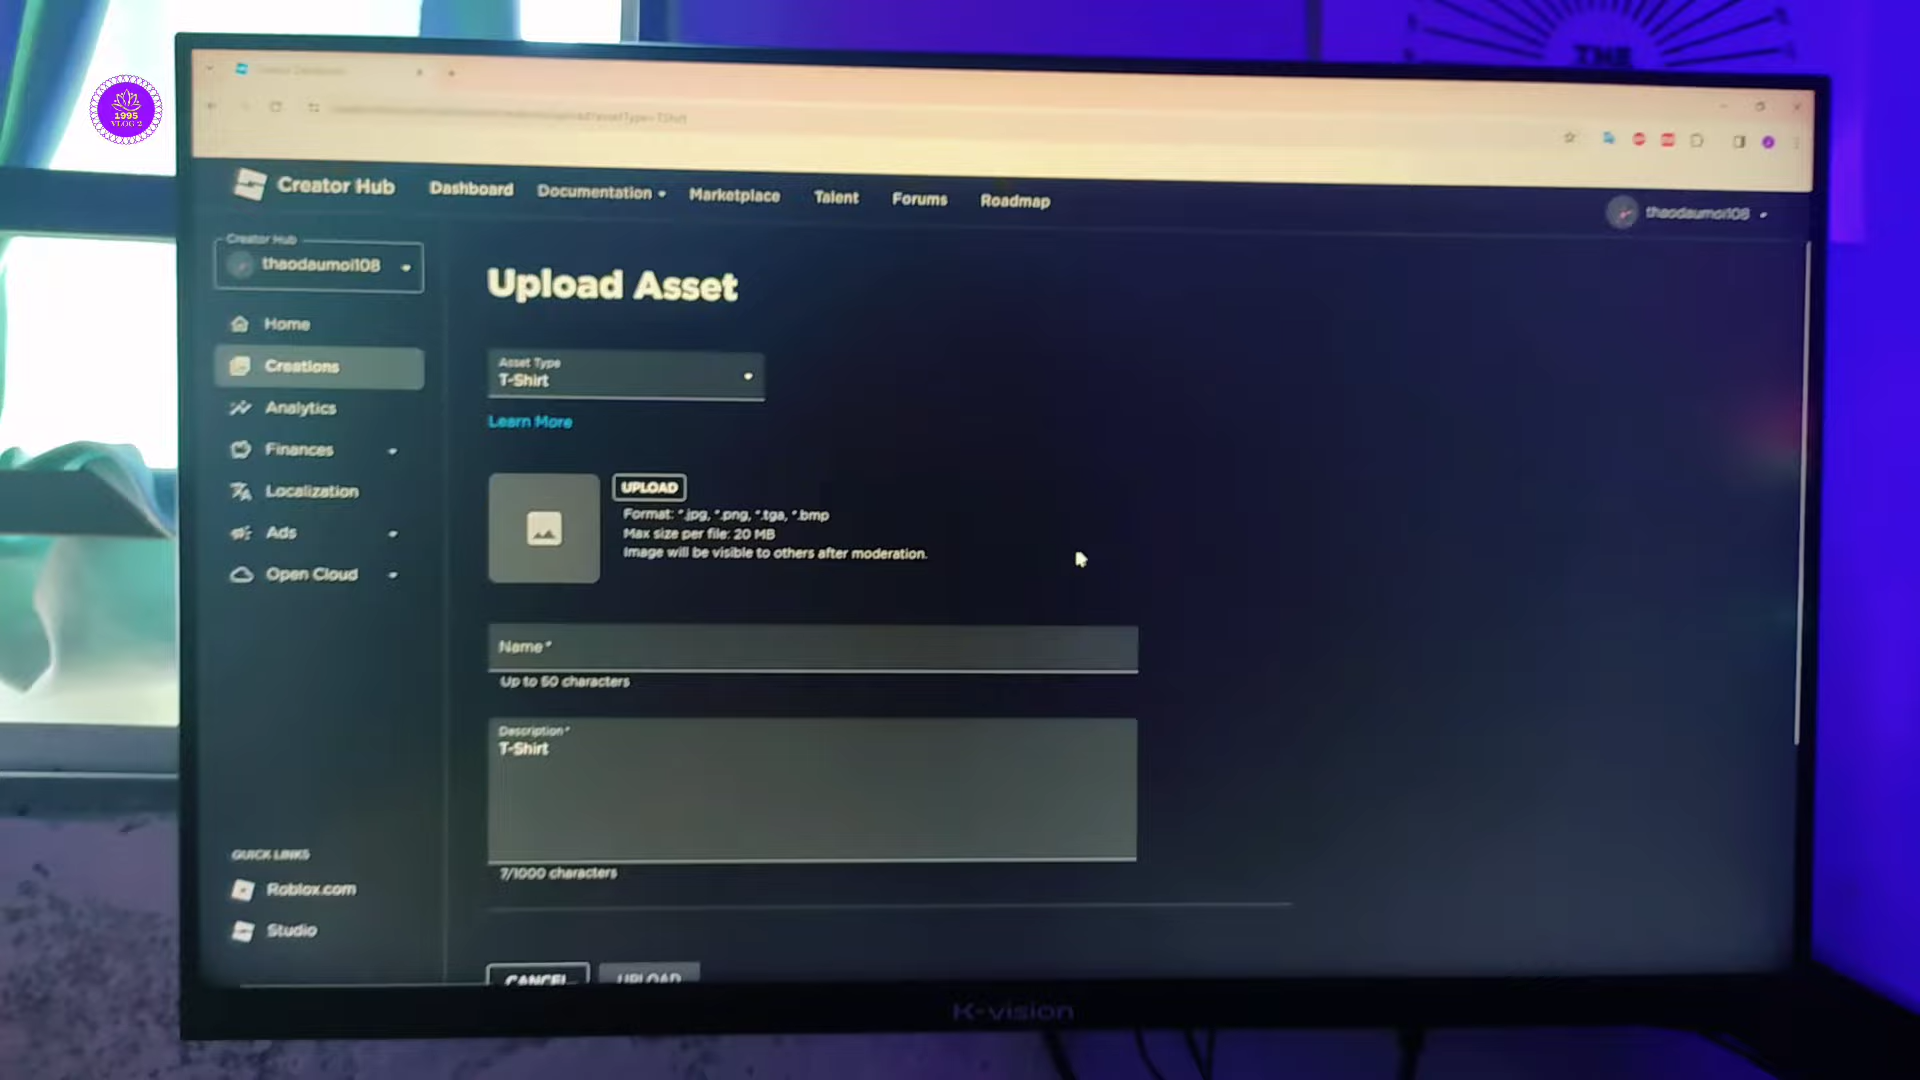 THE
1995
VLOG 2
Creator Hub
Dashboard
Documentation
Marketplace
Talent
Forums
Roadmap
thaodaumoi108
Creator Hub
thaodaumoi108
Home
Creations
Analytics
Finances
Localization
Ads
Open Cloud
QUICK LINKS
Roblox.com
Studio
Upload Asset
Asset Type
T-Shirt
Learn More
UPLOAD
Format: *.jpg, *.png, *.tga, *.bmp
Max size per file: 20 MB
Image will be visible to others after moderation.
Name*
Up to 50 characters
Description*
T-Shirt
7/1000 characters
CANCEL
UPLOAD
K-vision